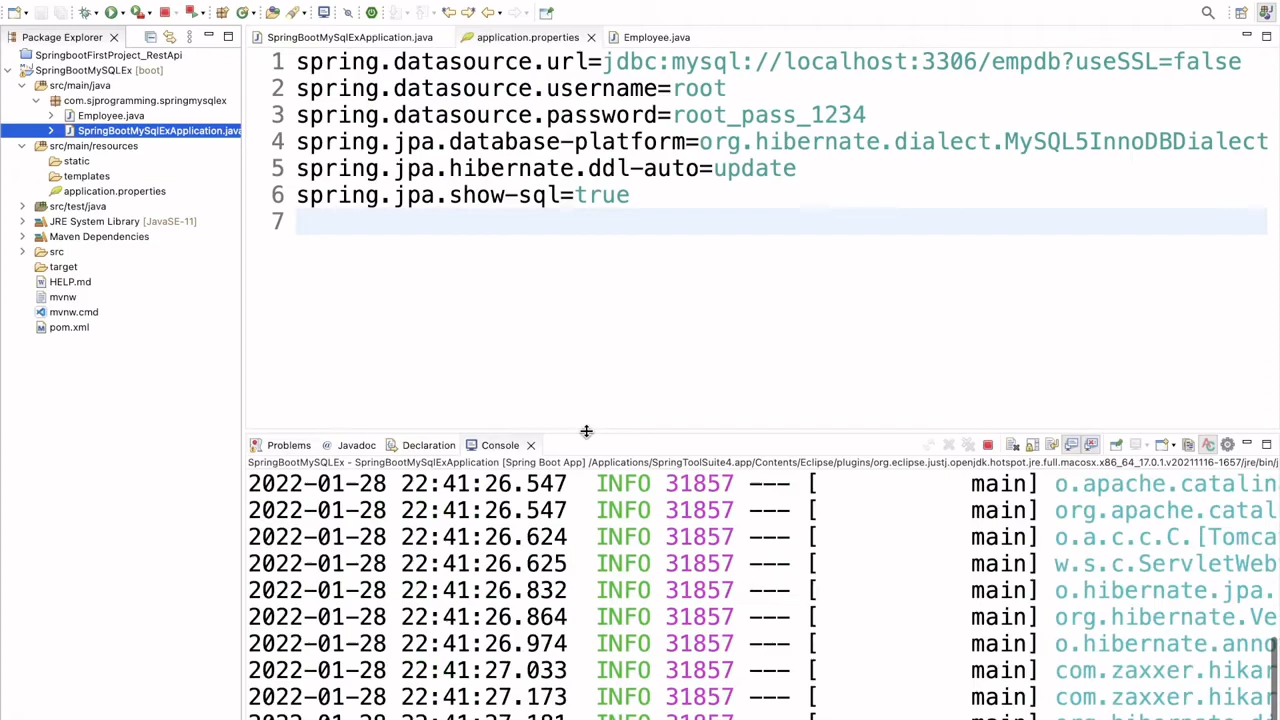 Package Explorer
SpringbootFirstProject_RestApi
SpringBootMySQLEx [boot]
src/main/java
com.sjprogramming.springmysqlex
Employee.java
SpringBootMySqlExApplication.java
src/main/resources
static
templates
application.properties
src/test/java
JRE System Library [JavaSE-11]
Maven Dependencies
src
target
HELP.md
mvnw
mvnw.cmd
pom.xml
SpringBootMySqlExApplication.java application.properties Employee.java
1 spring.datasource.url=jdbc:mysql://localhost:3306/empdb?useSSL=false
2 spring.datasource.username=root
3 spring.datasource.password=root_pass_1234
4 spring.jpa.database-platform=org.hibernate.dialect.MySQL5InnoDBDialect
5 spring.jpa.hibernate.ddl-auto=update
6 spring.jpa.show-sql=true
7
Problems @ Javadoc Declaration Console
SpringBootMySQLEx - SpringBootMySqlExApplication [Spring Boot App] /Applications/SpringToolSuite4.app/Contents/Eclipse/plugins/org.eclipse.justj.openjdk.hotspot.jre.full.macosx.x86_64_17.0.1.v20211116-1657/jre/bin/j
2022-01-28 22:41:26.547 INFO 31857 --- [ main] o.apache.catalin
2022-01-28 22:41:26.547 INFO 31857 --- [ main] org.apache.catal
2022-01-28 22:41:26.624 INFO 31857 --- [ main] o.a.c.c.C.[Tomca
2022-01-28 22:41:26.625 INFO 31857 --- [ main] w.s.c.ServletWeb
2022-01-28 22:41:26.832 INFO 31857 --- [ main] o.hibernate.jpa.
2022-01-28 22:41:26.864 INFO 31857 --- [ main] org.hibernate.Ve
2022-01-28 22:41:26.974 INFO 31857 --- [ main] o.hibernate.anno
2022-01-28 22:41:27.033 INFO 31857 --- [ main] com.zaxxer.hikar
2022-01-28 22:41:27.173 INFO 31857 --- [ main] com.zaxxer.hikar